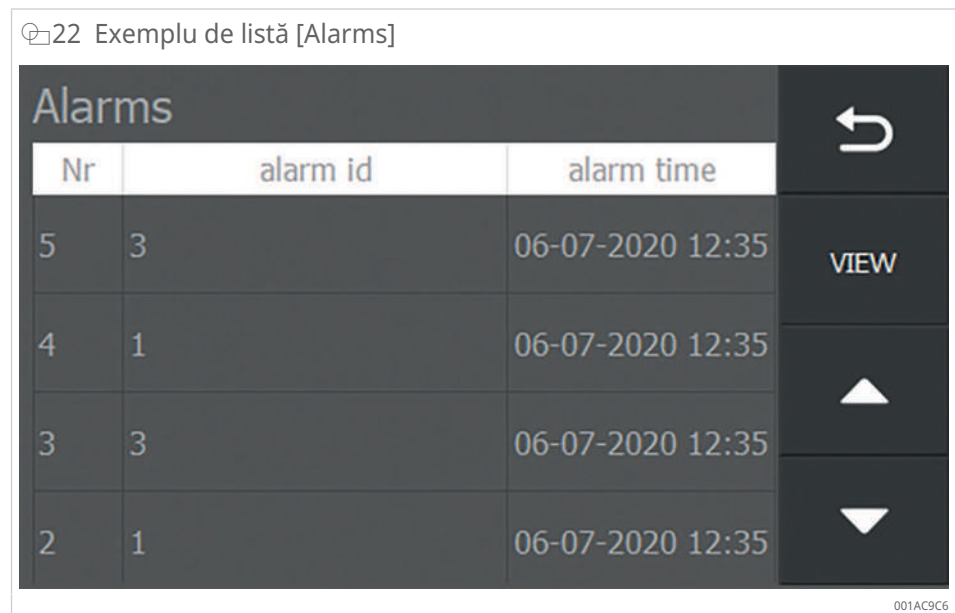 22 Exemplu de listă [Alarms]
Alarms
Nr alarm id alarm time
5 3 06-07-2020 12:35
VIEW
4 1 06-07-2020 12:35
3 3 06-07-2020 12:35
2 1 06-07-2020 12:35
001AC9C6